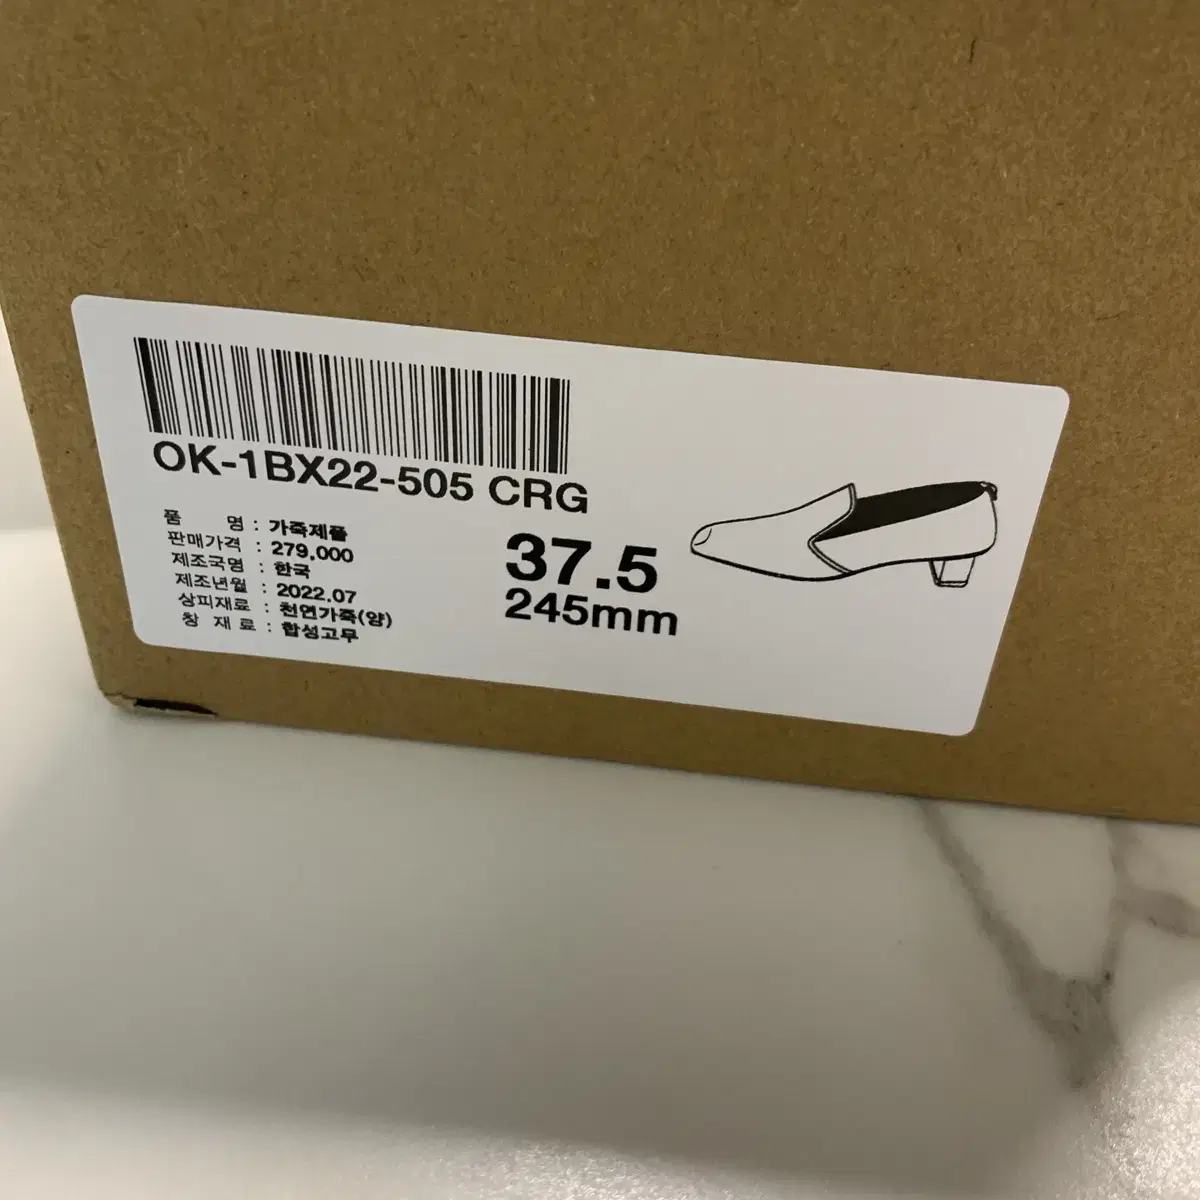 OK-1BX22-505 CRG
품 명 : 가죽제품
판매가격 : 279,000
제조국명 : 한국
제조년월 : 2022.07
상피재료 : 천연가죽(양)
창 재 료 : 합성고무
37.5
245mm